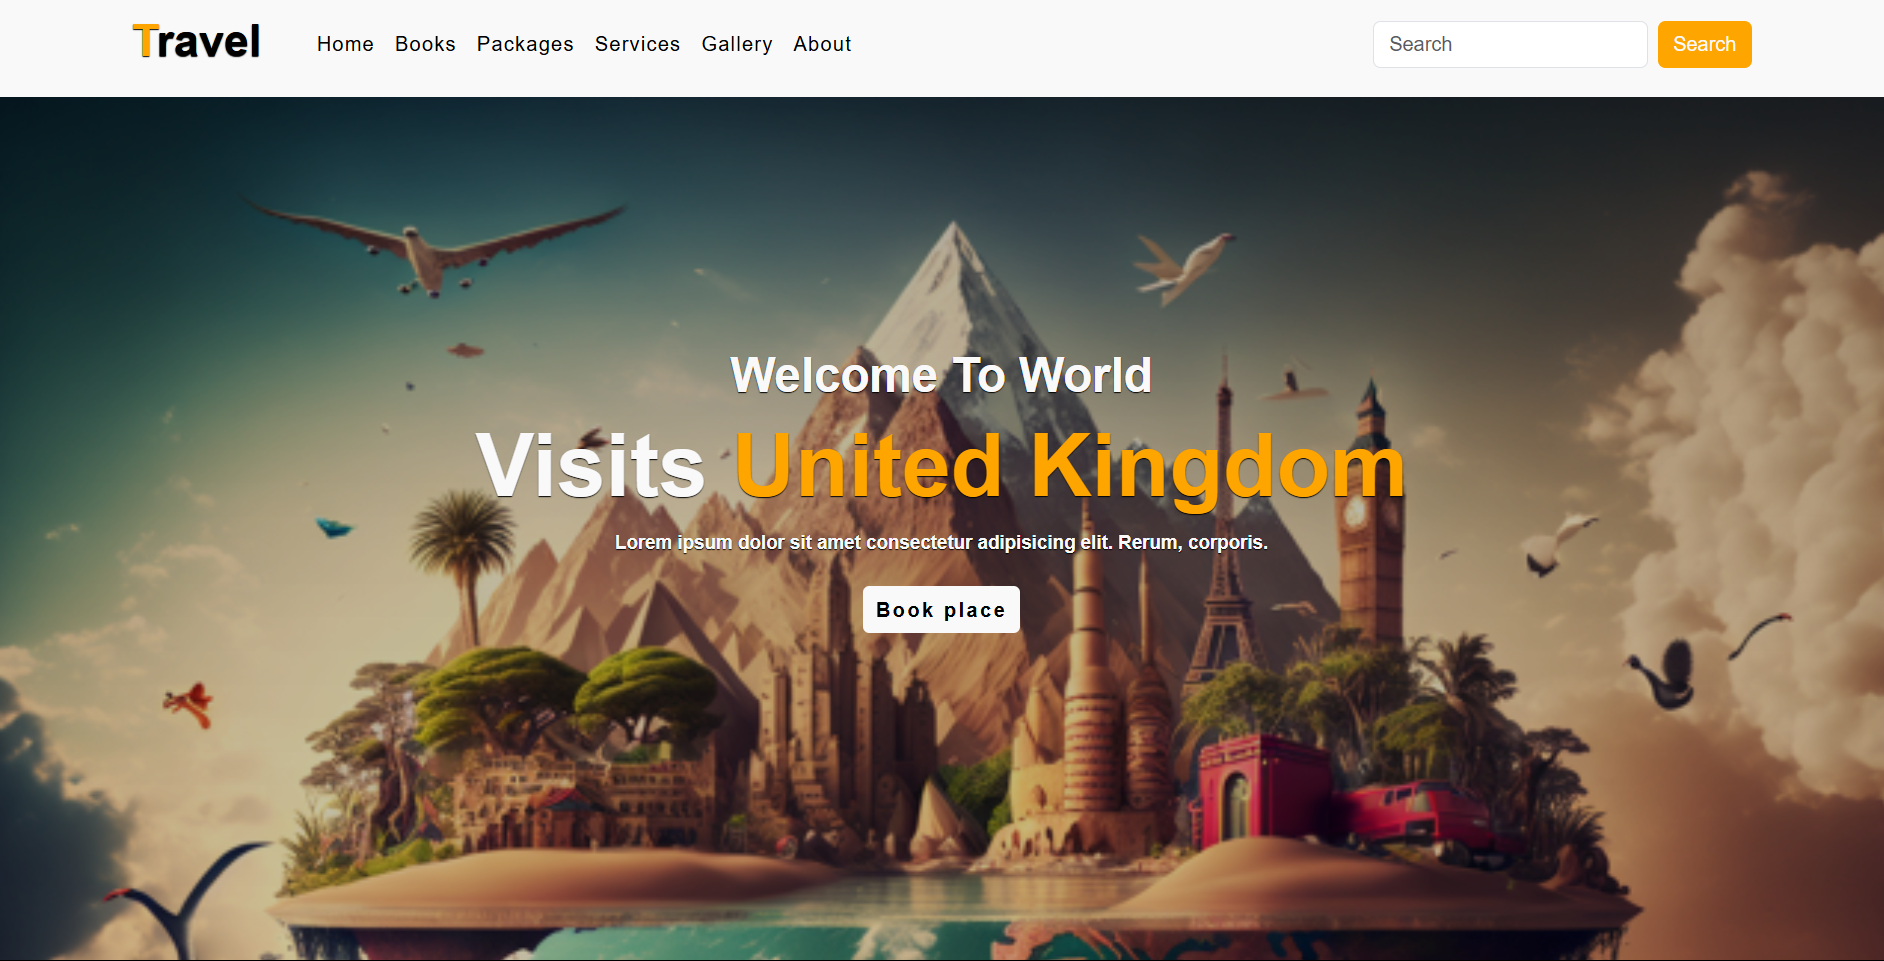 Travel Home Books Packages Services Gallery About Search Search
Welcome To World
Visits United Kingdom
Lorem ipsum dolor sit amet consectetur adipisicing elit. Rerum, corporis.
Book place